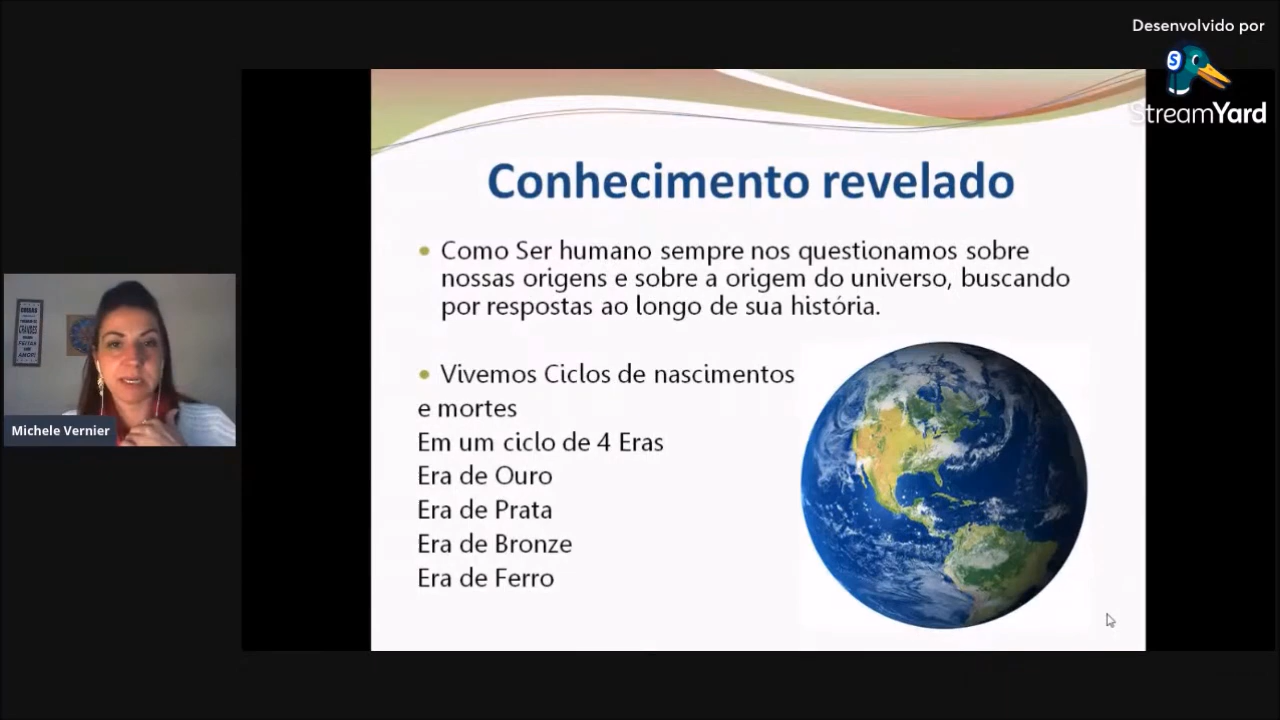 Desenvolvido por
StreamYard
Conhecimento revelado
Como Ser humano sempre nos questionamos sobre
nossas origens e sobre a origem do universo, buscando
por respostas ao longo de sua história.
Vivemos Ciclos de nascimentos
e mortes
Em um ciclo de 4 Eras
Era de Ouro
Era de Prata
Era de Bronze
Era de Ferro
GRANDES
AMOR!
Michele Vernier